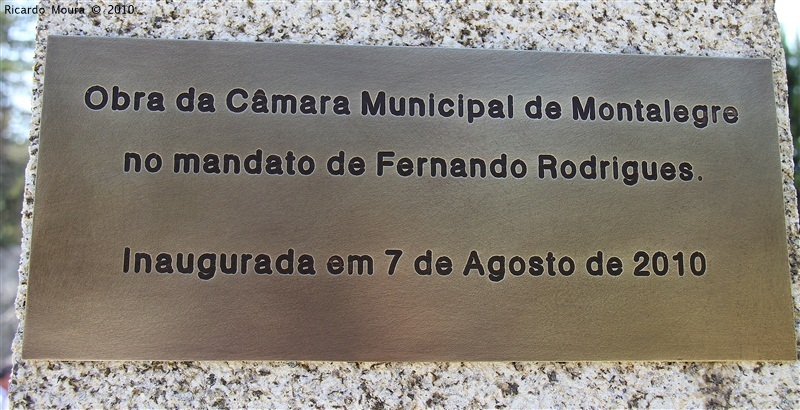 Ricardo Moura © 2010
Obra da Câmara Municipal de Montalegre
no mandato de Fernando Rodrigues.
Inaugurada em 7 de Agosto de 2010